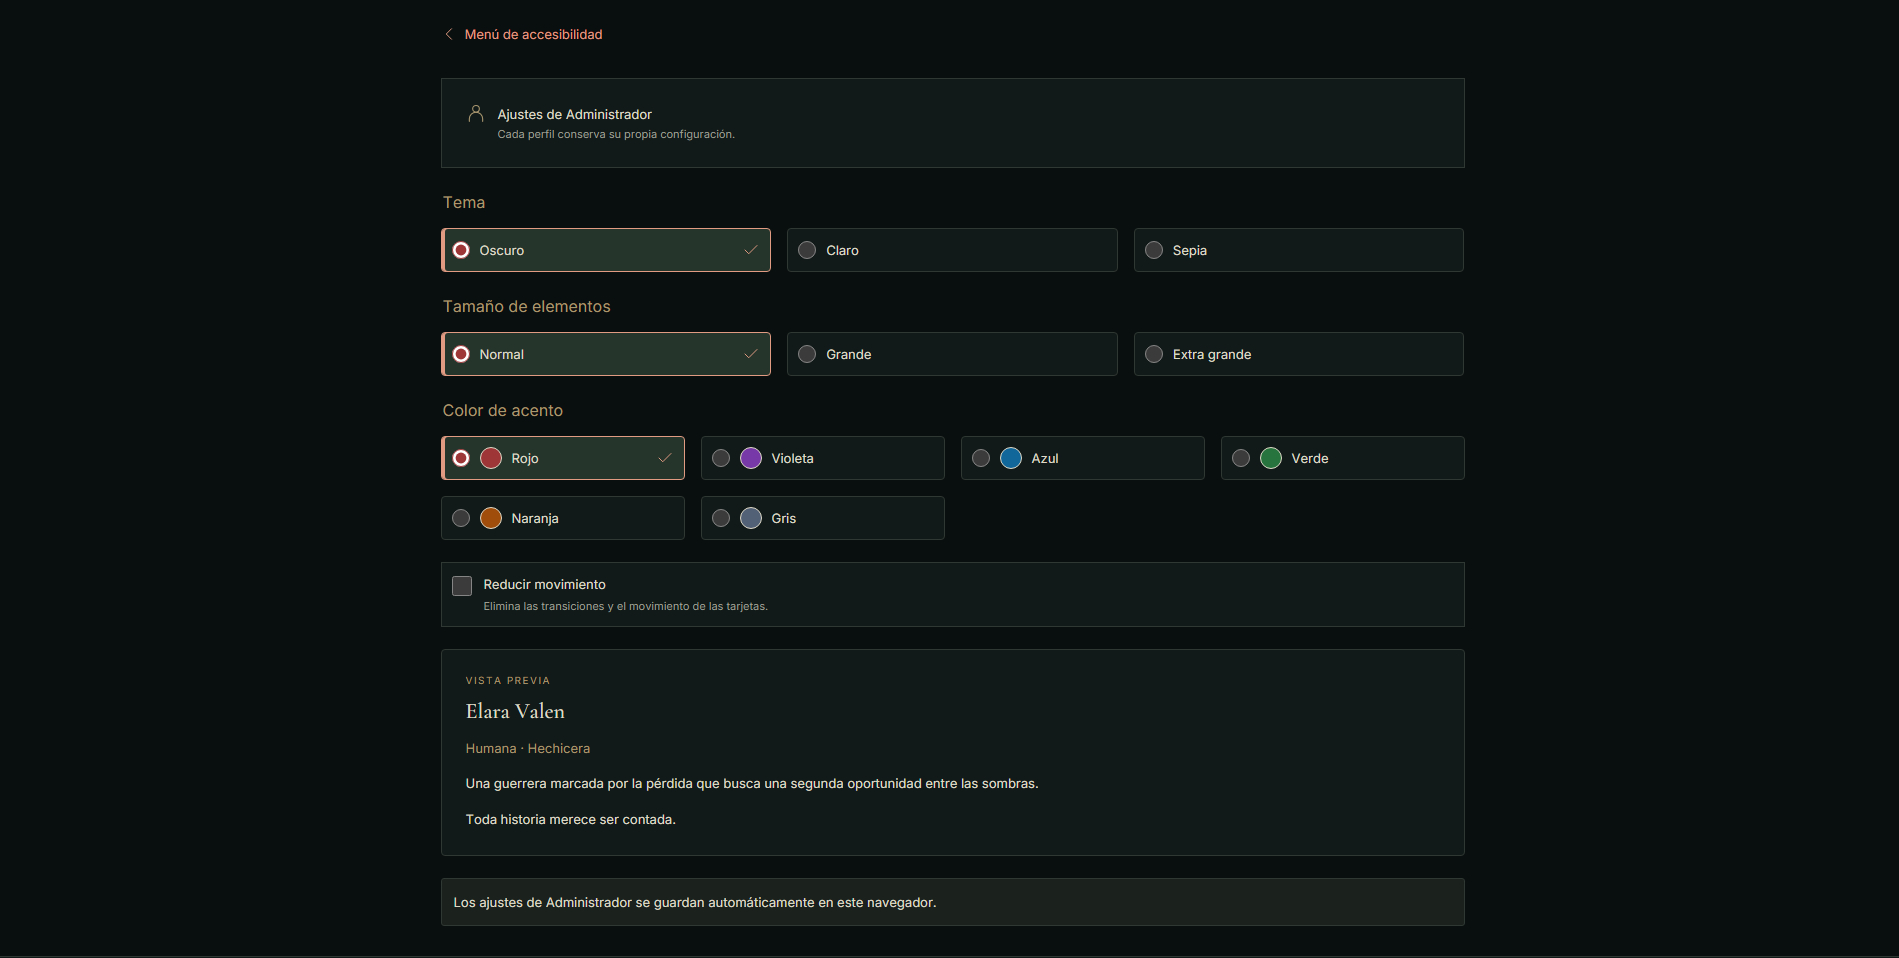 Menú de accesibilidad
Ajustes de Administrador
Cada perfil conserva su propia configuración.
Tema
Oscuro
Claro
Sepia
Tamaño de elementos
Normal
Grande
Extra grande
Color de acento
Rojo
Violeta
Azul
Verde
Naranja
Gris
Reducir movimiento
Elimina las transiciones y el movimiento de las tarjetas.
VISTA PREVIA
Elara Valen
Humana · Hechicera
Una guerrera marcada por la pérdida que busca una segunda oportunidad entre las sombras.
Toda historia merece ser contada.
Los ajustes de Administrador se guardan automáticamente en este navegador.